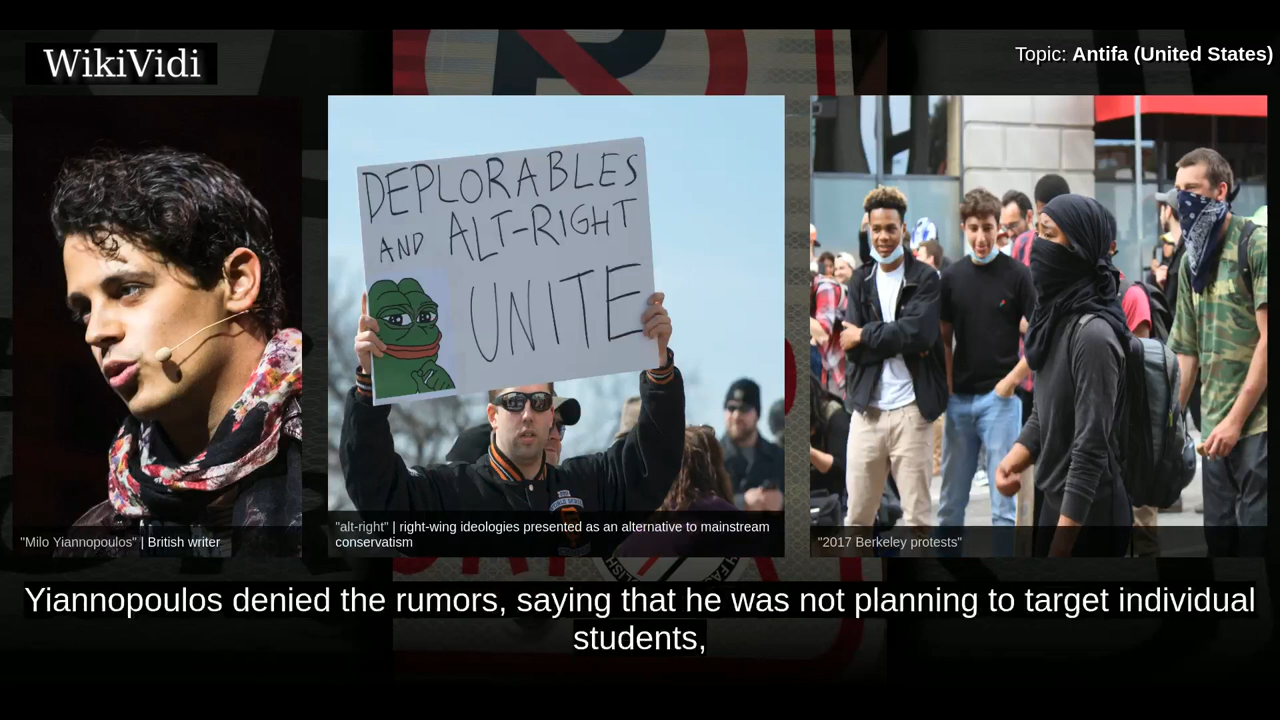 WikiVidi
Topic: Antifa (United States)
DEPLORABLES
AND ALT-RIGHT
UNITE
"Milo Yiannopoulos" | British writer
"alt-right" | right-wing ideologies presented as an alternative to mainstream
conservatism
"2017 Berkeley protests"
Yiannopoulos denied the rumors, saying that he was not planning to target individual
students,